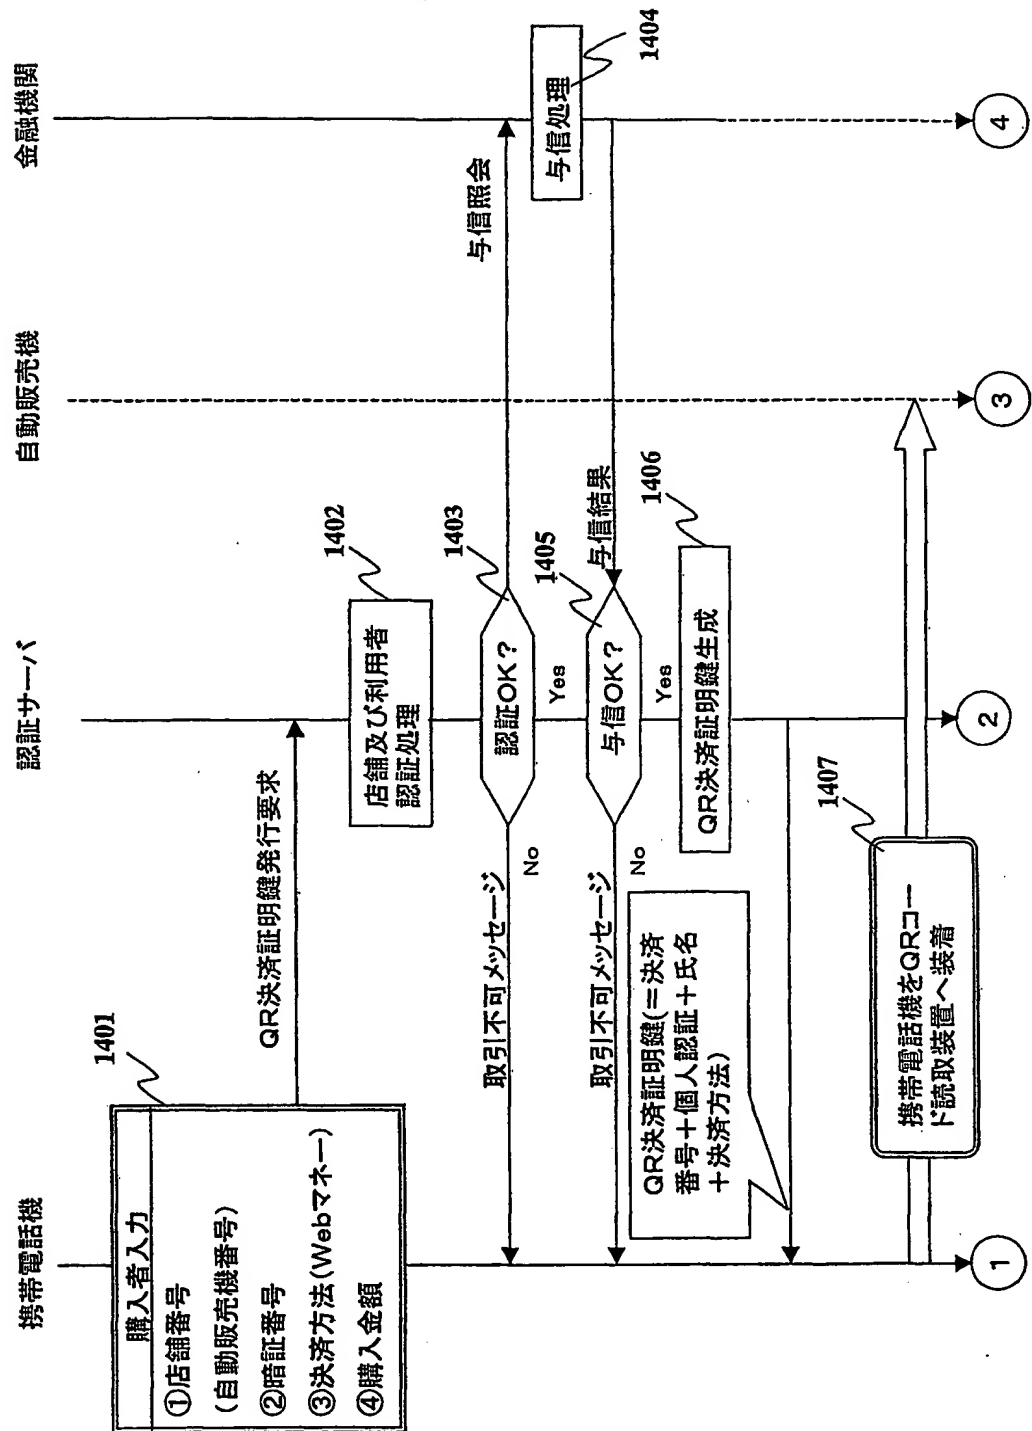 携帯電話機
認証サーバ
自動販売機
金融機関
1401
購入者入力
①店舗番号
(自動販売機番号)
②暗証番号
③決済方法(Webマネー)
④購入金額
QR決済証明鍵発行要求
1402
店舗及び利用者
認証処理
1403
認証OK?
与信照会
取引不可メッセージ
No
Yes
1404
与信処理
1405
与信OK?
与信結果
取引不可メッセージ
No
Yes
1406
QR決済証明鍵生成
QR決済証明鍵(=決済
番号+個人認証+氏名
+決済方法)
1407
携帯電話機をQRコー
ド読取装置へ装着
1
2
3
4